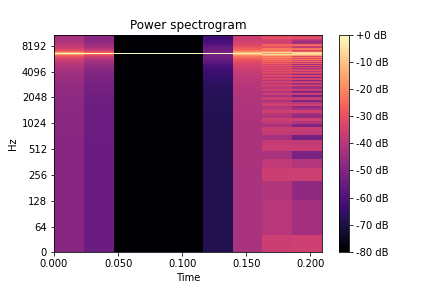 Power spectrogram
8192
4096
2048
1024
512
256
128
64
0
Hz
0.000 0.050 0.100 0.150 0.200
Time
+0 dB
-10 dB
-20 dB
-30 dB
-40 dB
-50 dB
-60 dB
-70 dB
-80 dB